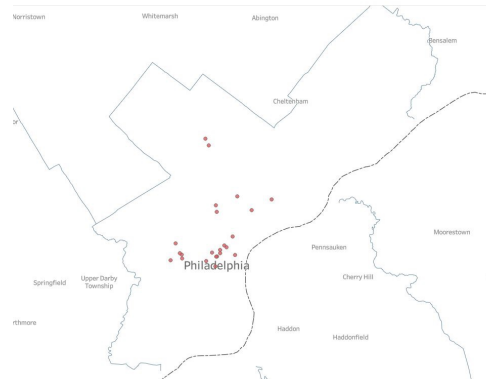 Norristown
Whitemarsh
Abington
Bensalem
Cheltenham
Moorestown
Pennsauken
Philadelphia
Springfield
Upper Darby
Township
Cherry Hill
Haddon
Haddonfield